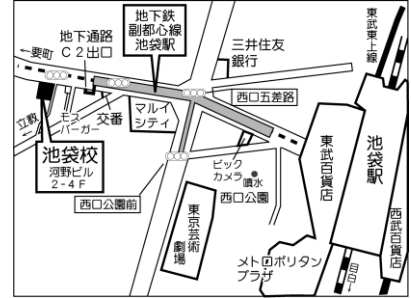 地下鉄
副都心線
池袋駅
地下通路
C2出口
←要町
三井住友
銀行
東武東上線
西口五差路
マルイ
シティ
交番
モス
バーガー
立教
池袋校
河野ビル
2-4F
ビック
カメラ
噴水
西口公園
西口公園前
東京芸術
劇場
東武百貨店
池袋駅
西武百貨店
メトロポリタン
プラザ
目白→